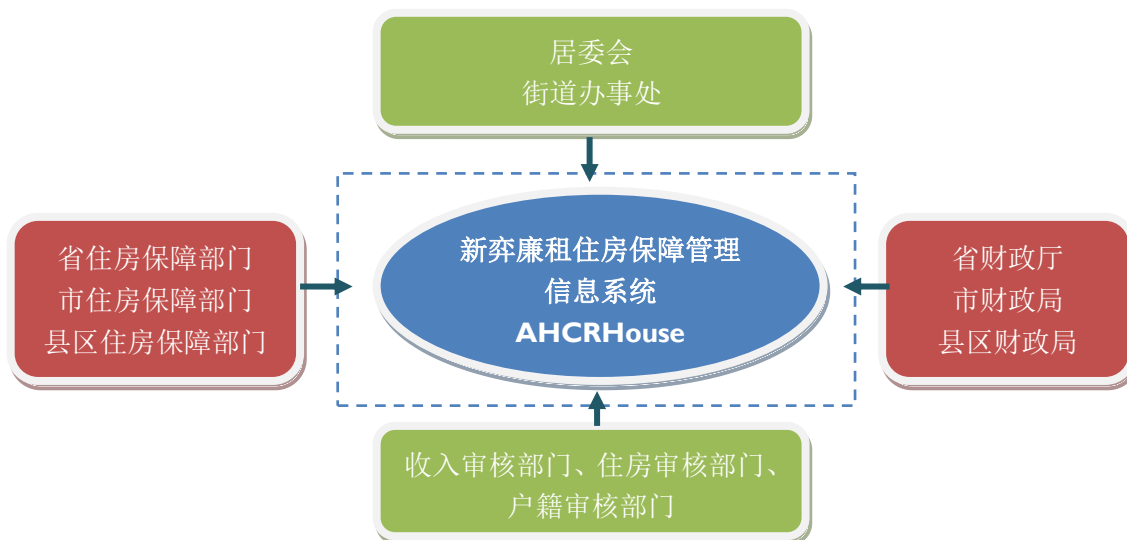 居委会
街道办事处
省住房保障部门
市住房保障部门
县区住房保障部门
新弈廉租住房保障管理
信息系统
AHCRHouse
省财政厅
市财政局
县区财政局
收入审核部门、住房审核部门、
户籍审核部门